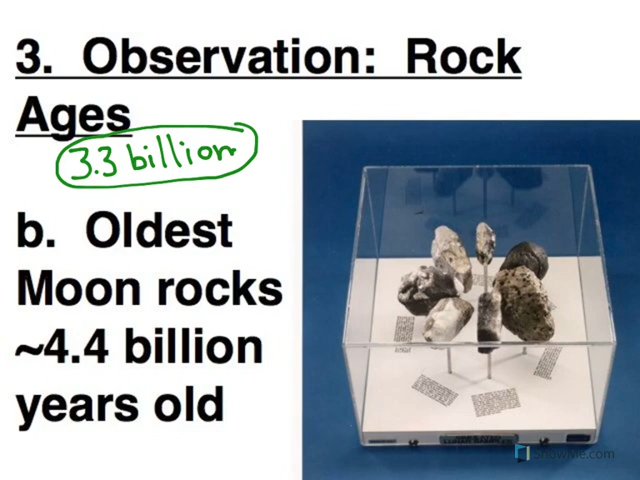 3. Observation: Rock
Ages
3.3 billion
b. Oldest
Moon rocks
~4.4 billion
years old
ShowMe.com